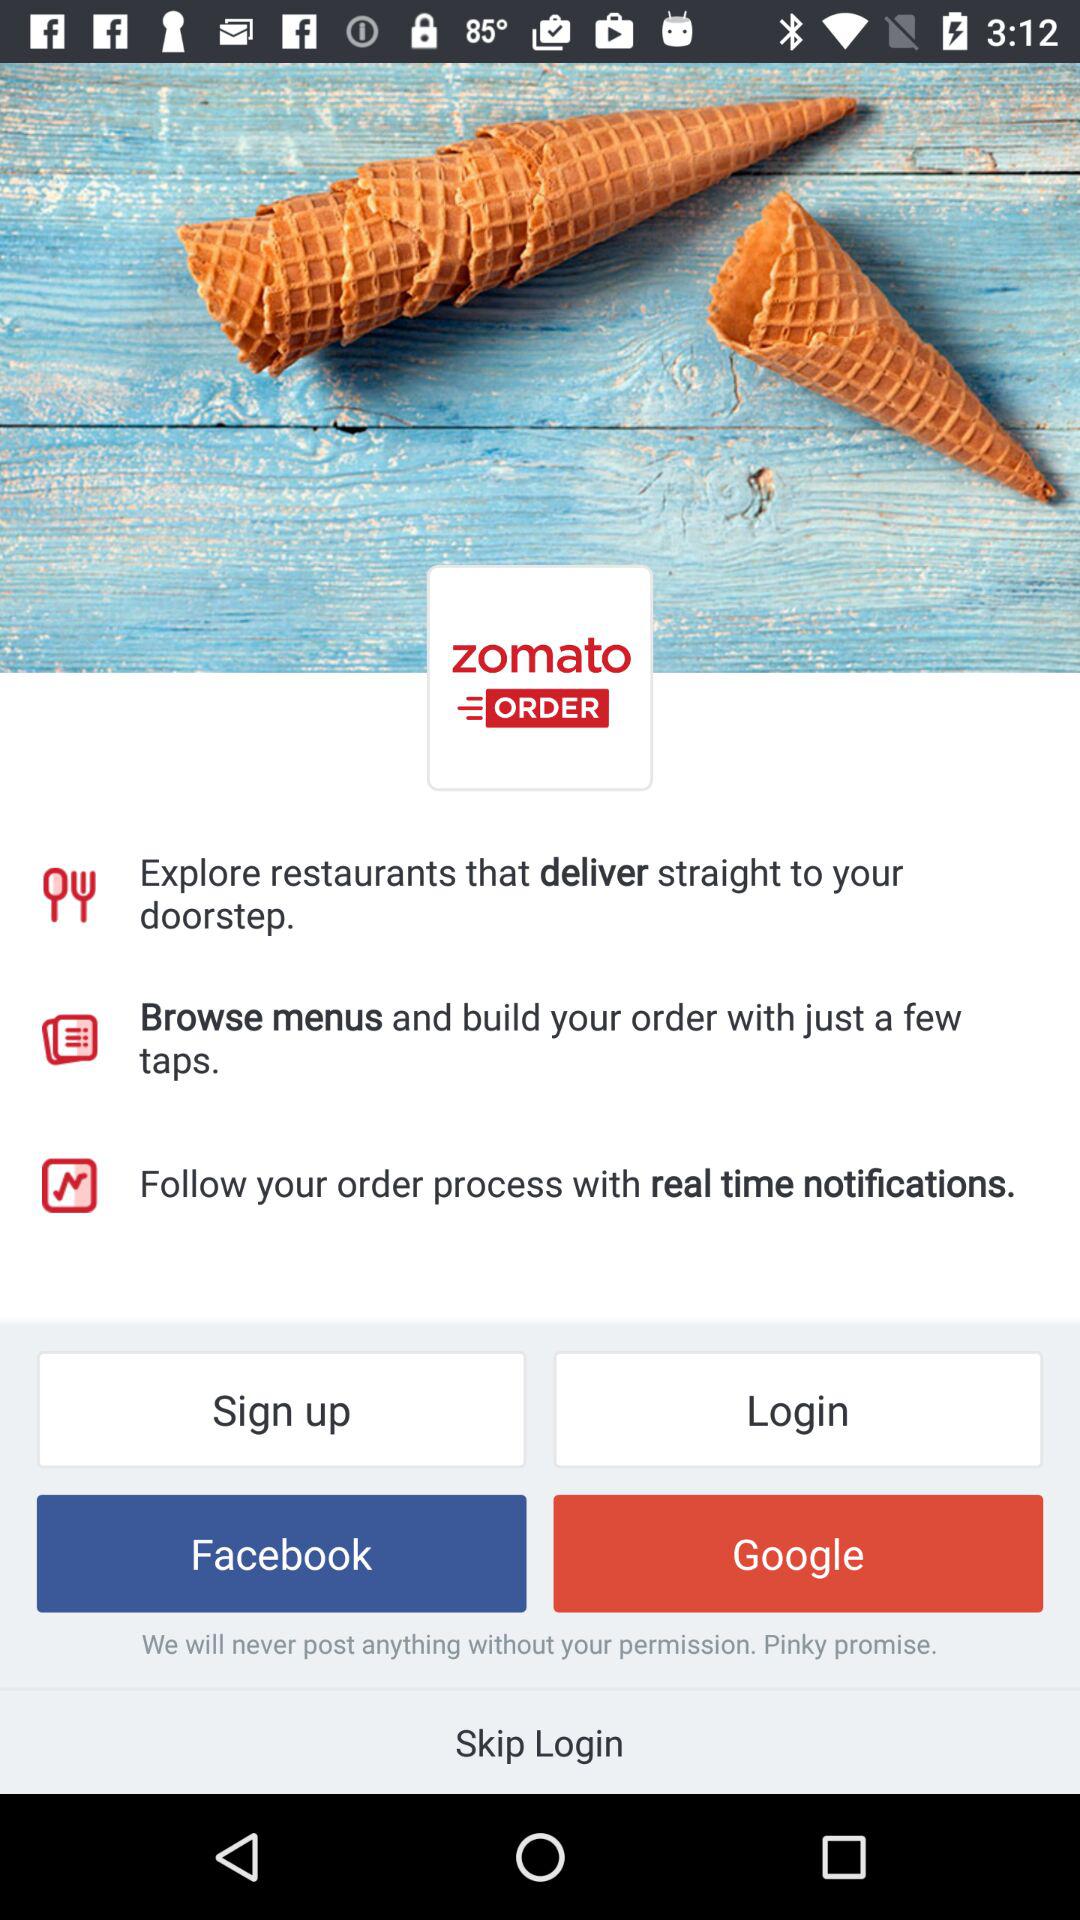 85° 3:12
zomato
ORDER
Explore restaurants that deliver straight to your
doorstep.
Browse menus and build your order with just a few
taps.
Follow your order process with real time notifications.
Sign up Login
Facebook Google
We will never post anything without your permission. Pinky promise.
Skip Login